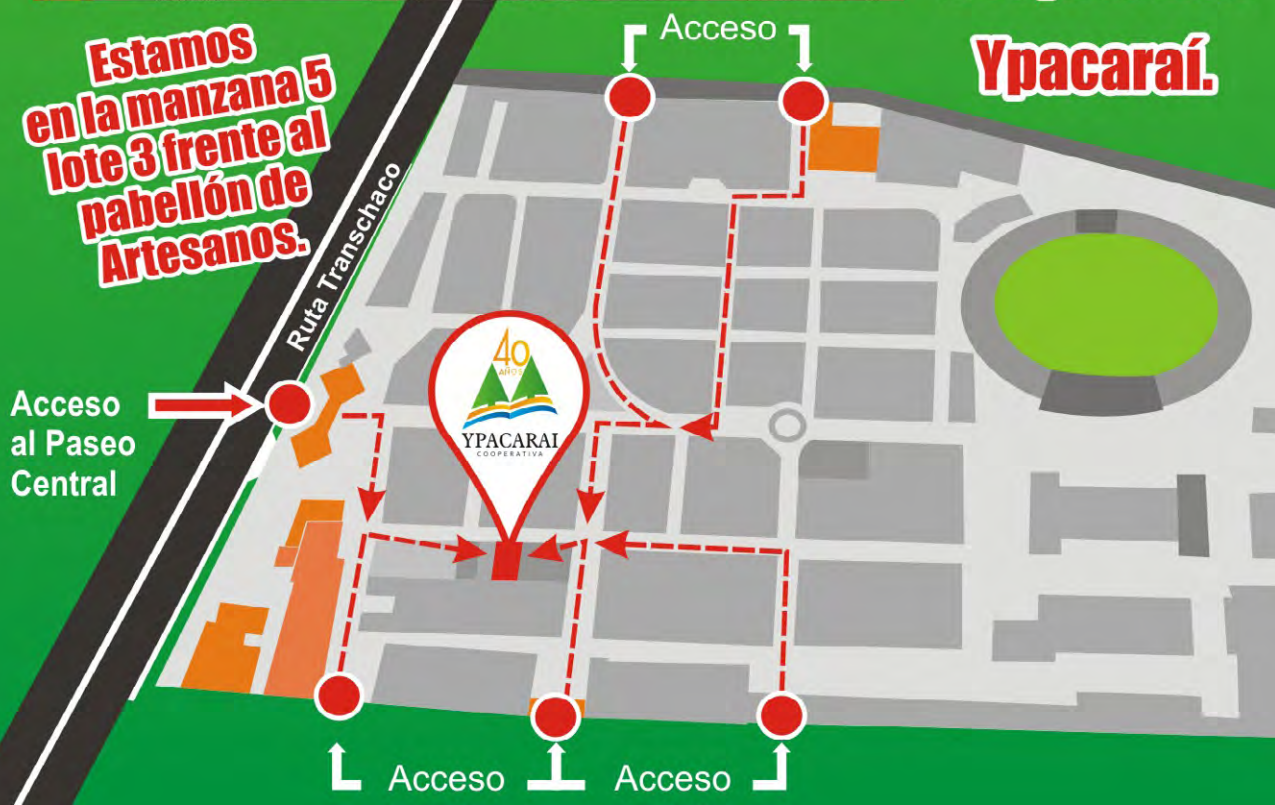 Estamos
en la manzana 5
lote 3 frente al
pabellón de
Artesanos.
Acceso
Ypacaraí.
Ruta Transchaco
Acceso
al Paseo
Central
40
AÑOS
YPACARAI
COOPERATIVA
Acceso
Acceso